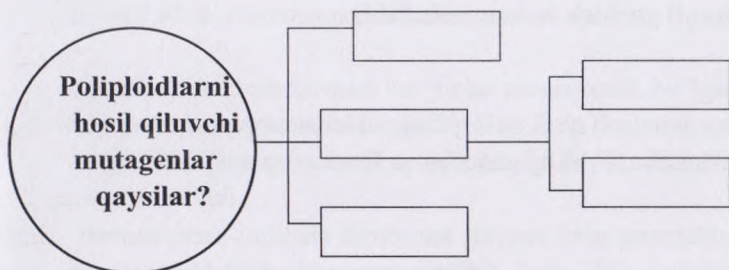 Poliploidlarni
hosil qiluvchi
mutagenlar
qaysilar?